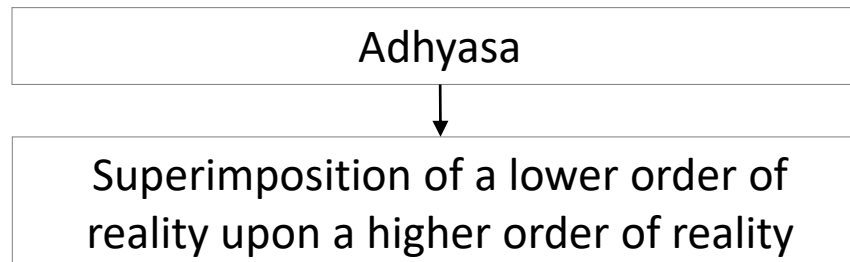 Adhyasa
Superimposition of a lower order of
reality upon a higher order of reality